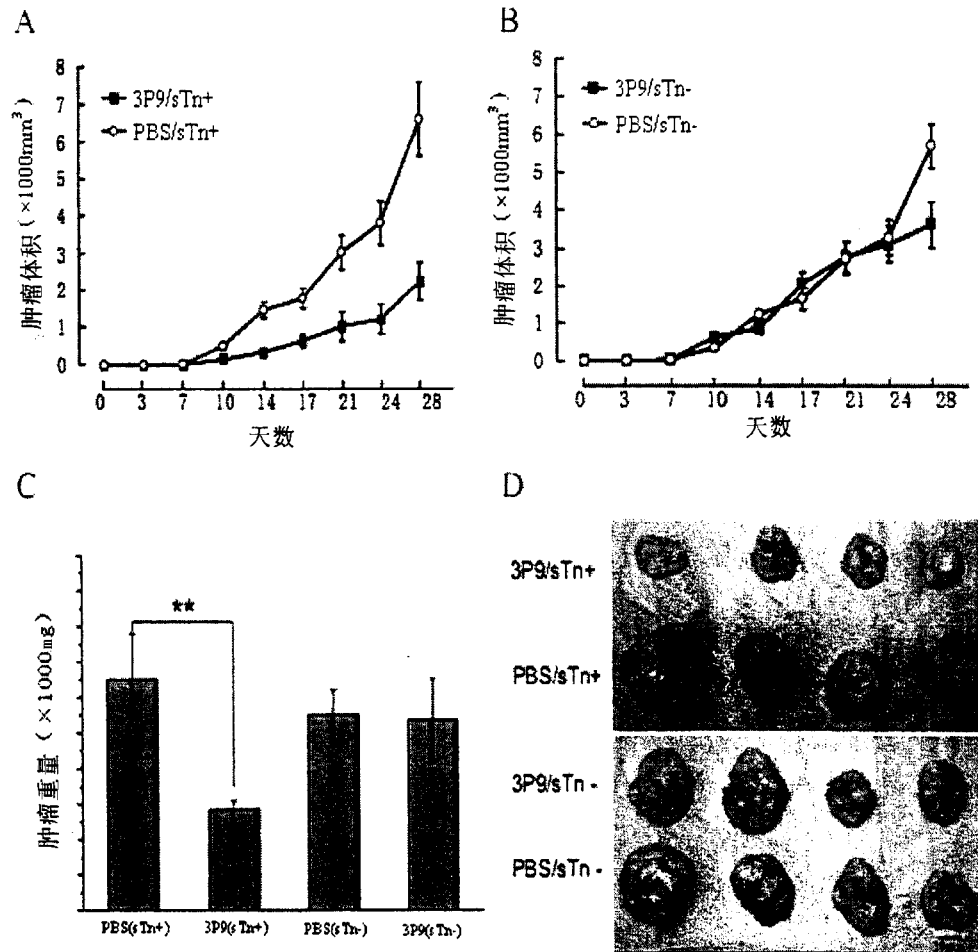 A
8
7
6
5
4
3
2
1
0
肿瘤体积 (×1000mm³)
3P9/sTn+
PBS/sTn+
0 3 7 10 14 17 21 24 28
天数
B
8
7
6
5
4
3
2
1
0
肿瘤体积 (×1000mm³)
3P9/sTn-
PBS/sTn-
0 3 7 10 14 17 21 24 28
天数
C
肿瘤重量 (×1000mg)
**
PBS(sTn+) 3P9(sTn+) PBS(sTn-) 3P9(sTn-)
D
3P9/sTn+
PBS/sTn+
3P9/sTn -
PBS/sTn -